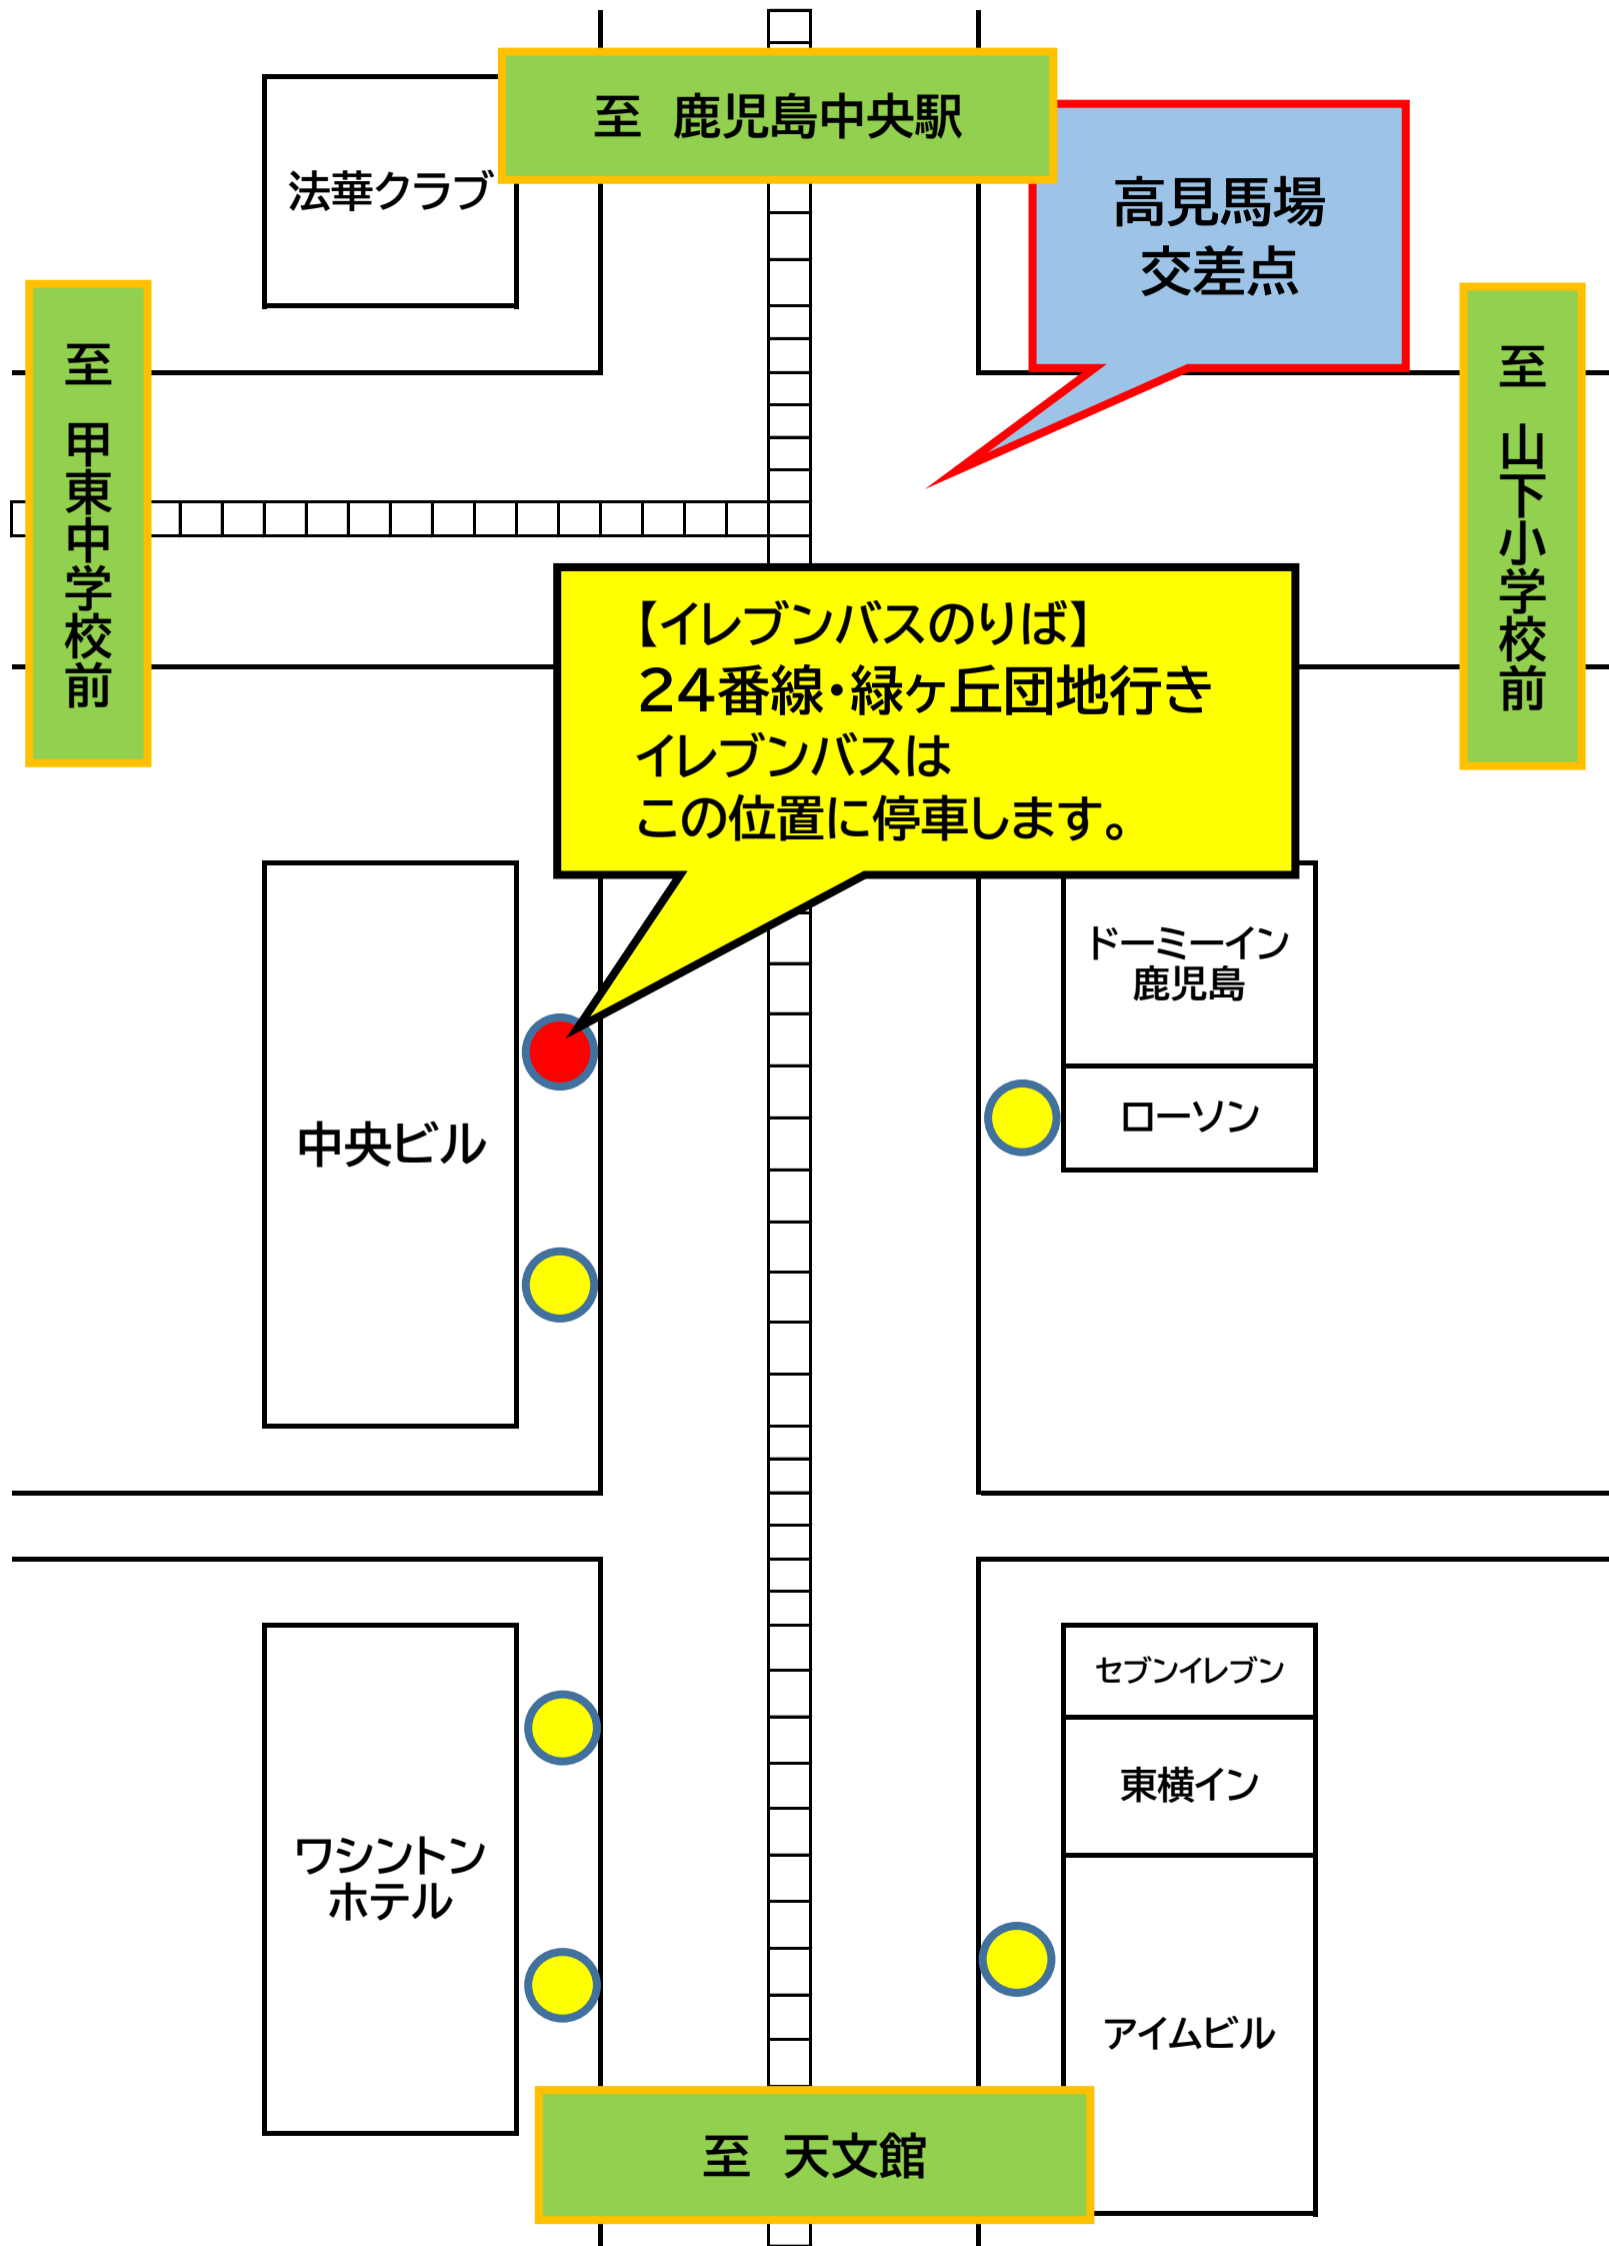 至 鹿児島中央駅
法華クラブ
高見馬場
交差点
至 甲東中学校前
至 山下小学校前
【イレブンバスのりば】
24番線・緑ヶ丘団地行き
イレブンバスは
この位置に停車します。
ドーミーイン
鹿児島
ローソン
中央ビル
セブンイレブン
東横イン
ワシントン
ホテル
アイムビル
至 天文館